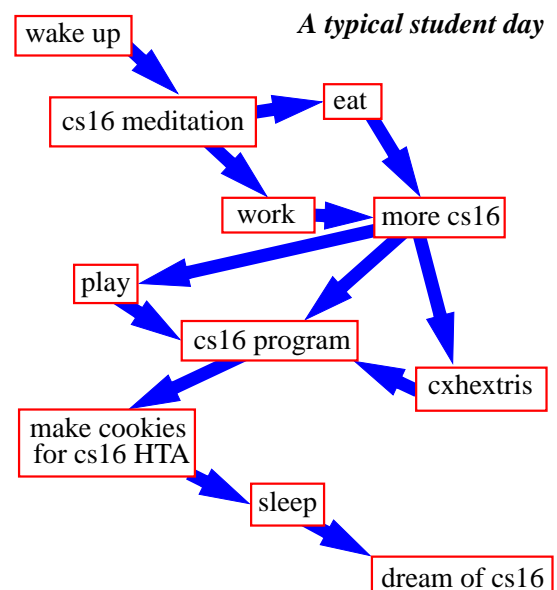 A typical student day
wake up
cs16 meditation
eat
work
more cs16
play
cs16 program
cxhextris
make cookies
for cs16 HTA
sleep
dream of cs16